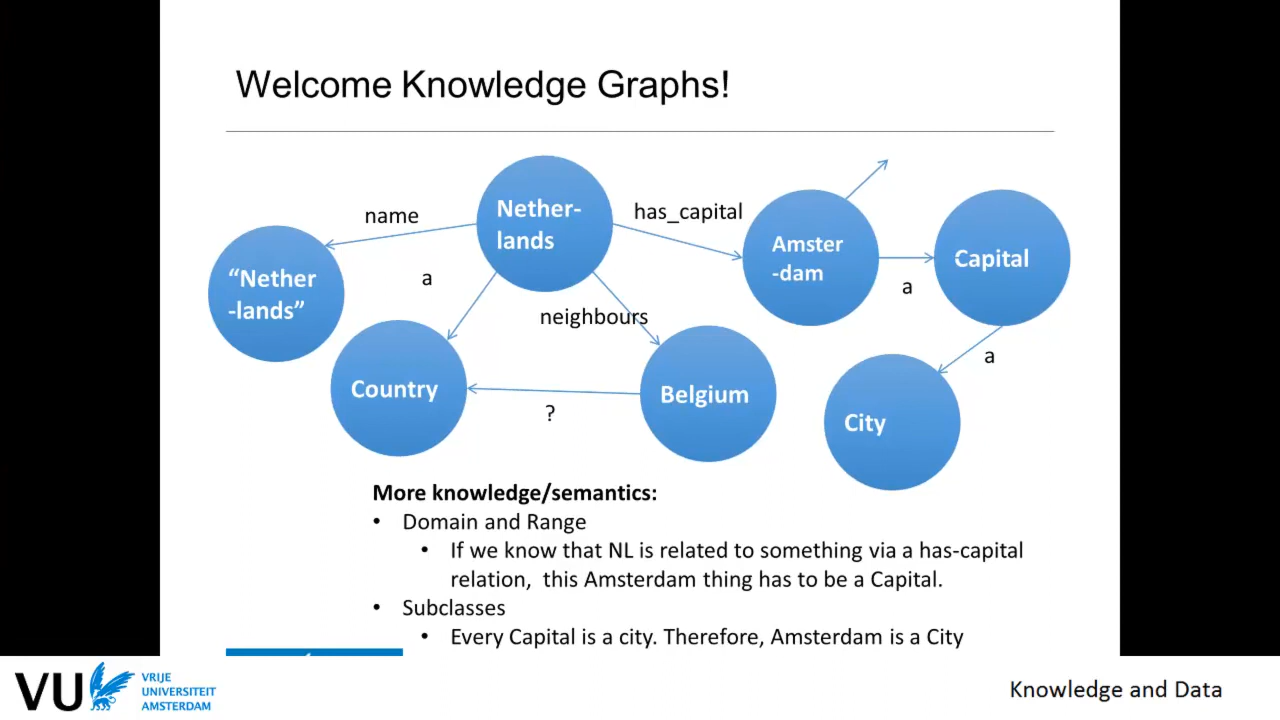 Welcome Knowledge Graphs!
name
Nether-
lands
has_capital
Amster
-dam
Capital
a
"Nether
-lands"
a
neighbours
a
Country
?
Belgium
City
More knowledge/semantics:
• Domain and Range
• If we know that NL is related to something via a has-capital
relation, this Amsterdam thing has to be a Capital.
• Subclasses
• Every Capital is a city. Therefore, Amsterdam is a City
VU
VRIJE
UNIVERSITEIT
AMSTERDAM
Knowledge and Data